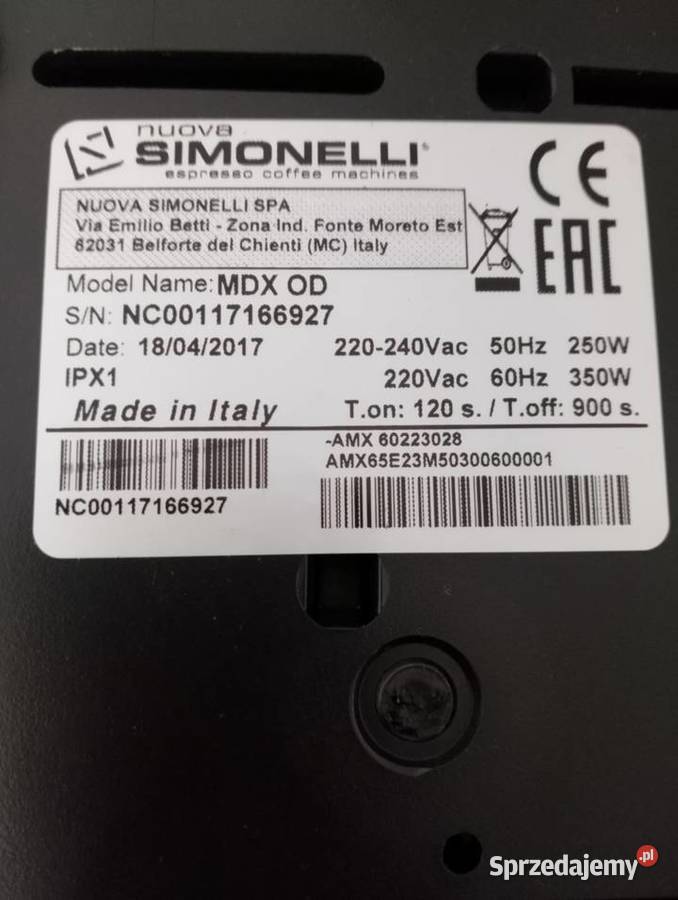 nuova
SIMONELLI®
espresso coffee machines
CE
NUOVA SIMONELLI SPA
Via Emilio Betti - Zona Ind. Fonte Moreto Est
62031 Belforte del Chienti (MC) Italy
EAC
Model Name: MDX OD
S/N: NC00117166927
Date: 18/04/2017 220-240Vac 50Hz 250W
IPX1 220Vac 60Hz 350W
Made in Italy T.on: 120 s. / T.off: 900 s.
-AMX 60223028
AMX65E23M50300600001
NC00117166927
Sprzedajemy.pl